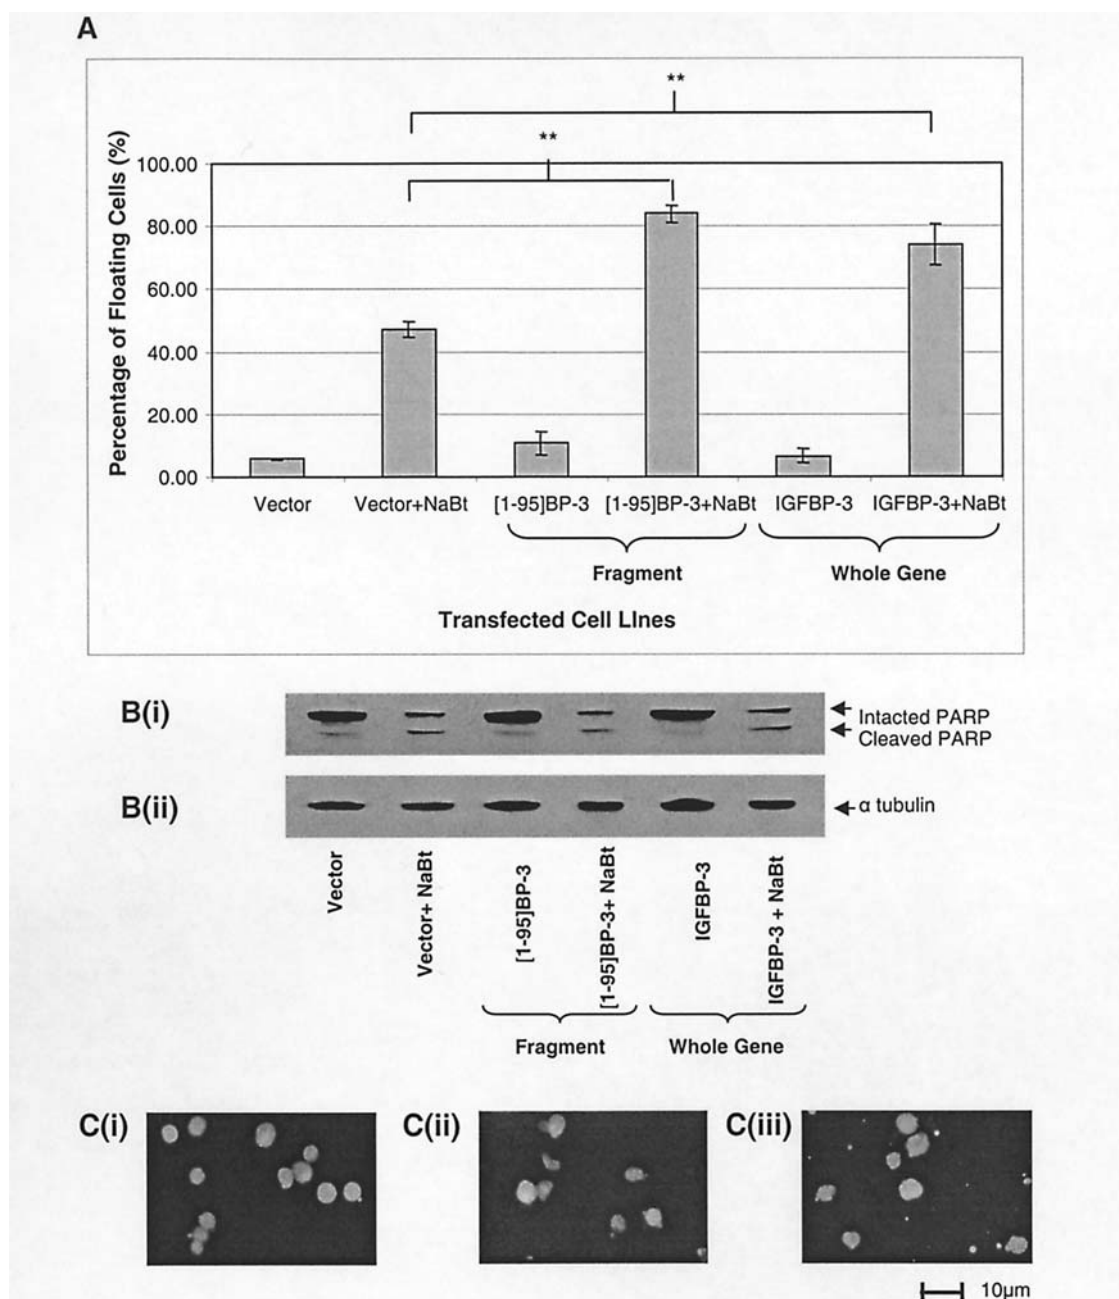 A
**
**
Percentage of Floating Cells (%)
100.00
80.00
60.00
40.00
20.00
0.00
Vector
Vector+NaBt
[1-95]BP-3
[1-95]BP-3+NaBt
IGFBP-3
IGFBP-3+NaBt
Fragment
Whole Gene
Transfected Cell LInes
B(i)
Intacted PARP
Cleaved PARP
B(ii)
α tubulin
Vector
Vector+ NaBt
[1-95]BP-3
[1-95]BP-3+ NaBt
IGFBP-3
IGFBP-3 + NaBt
Fragment
Whole Gene
C(i)
C(ii)
C(iii)
10μm